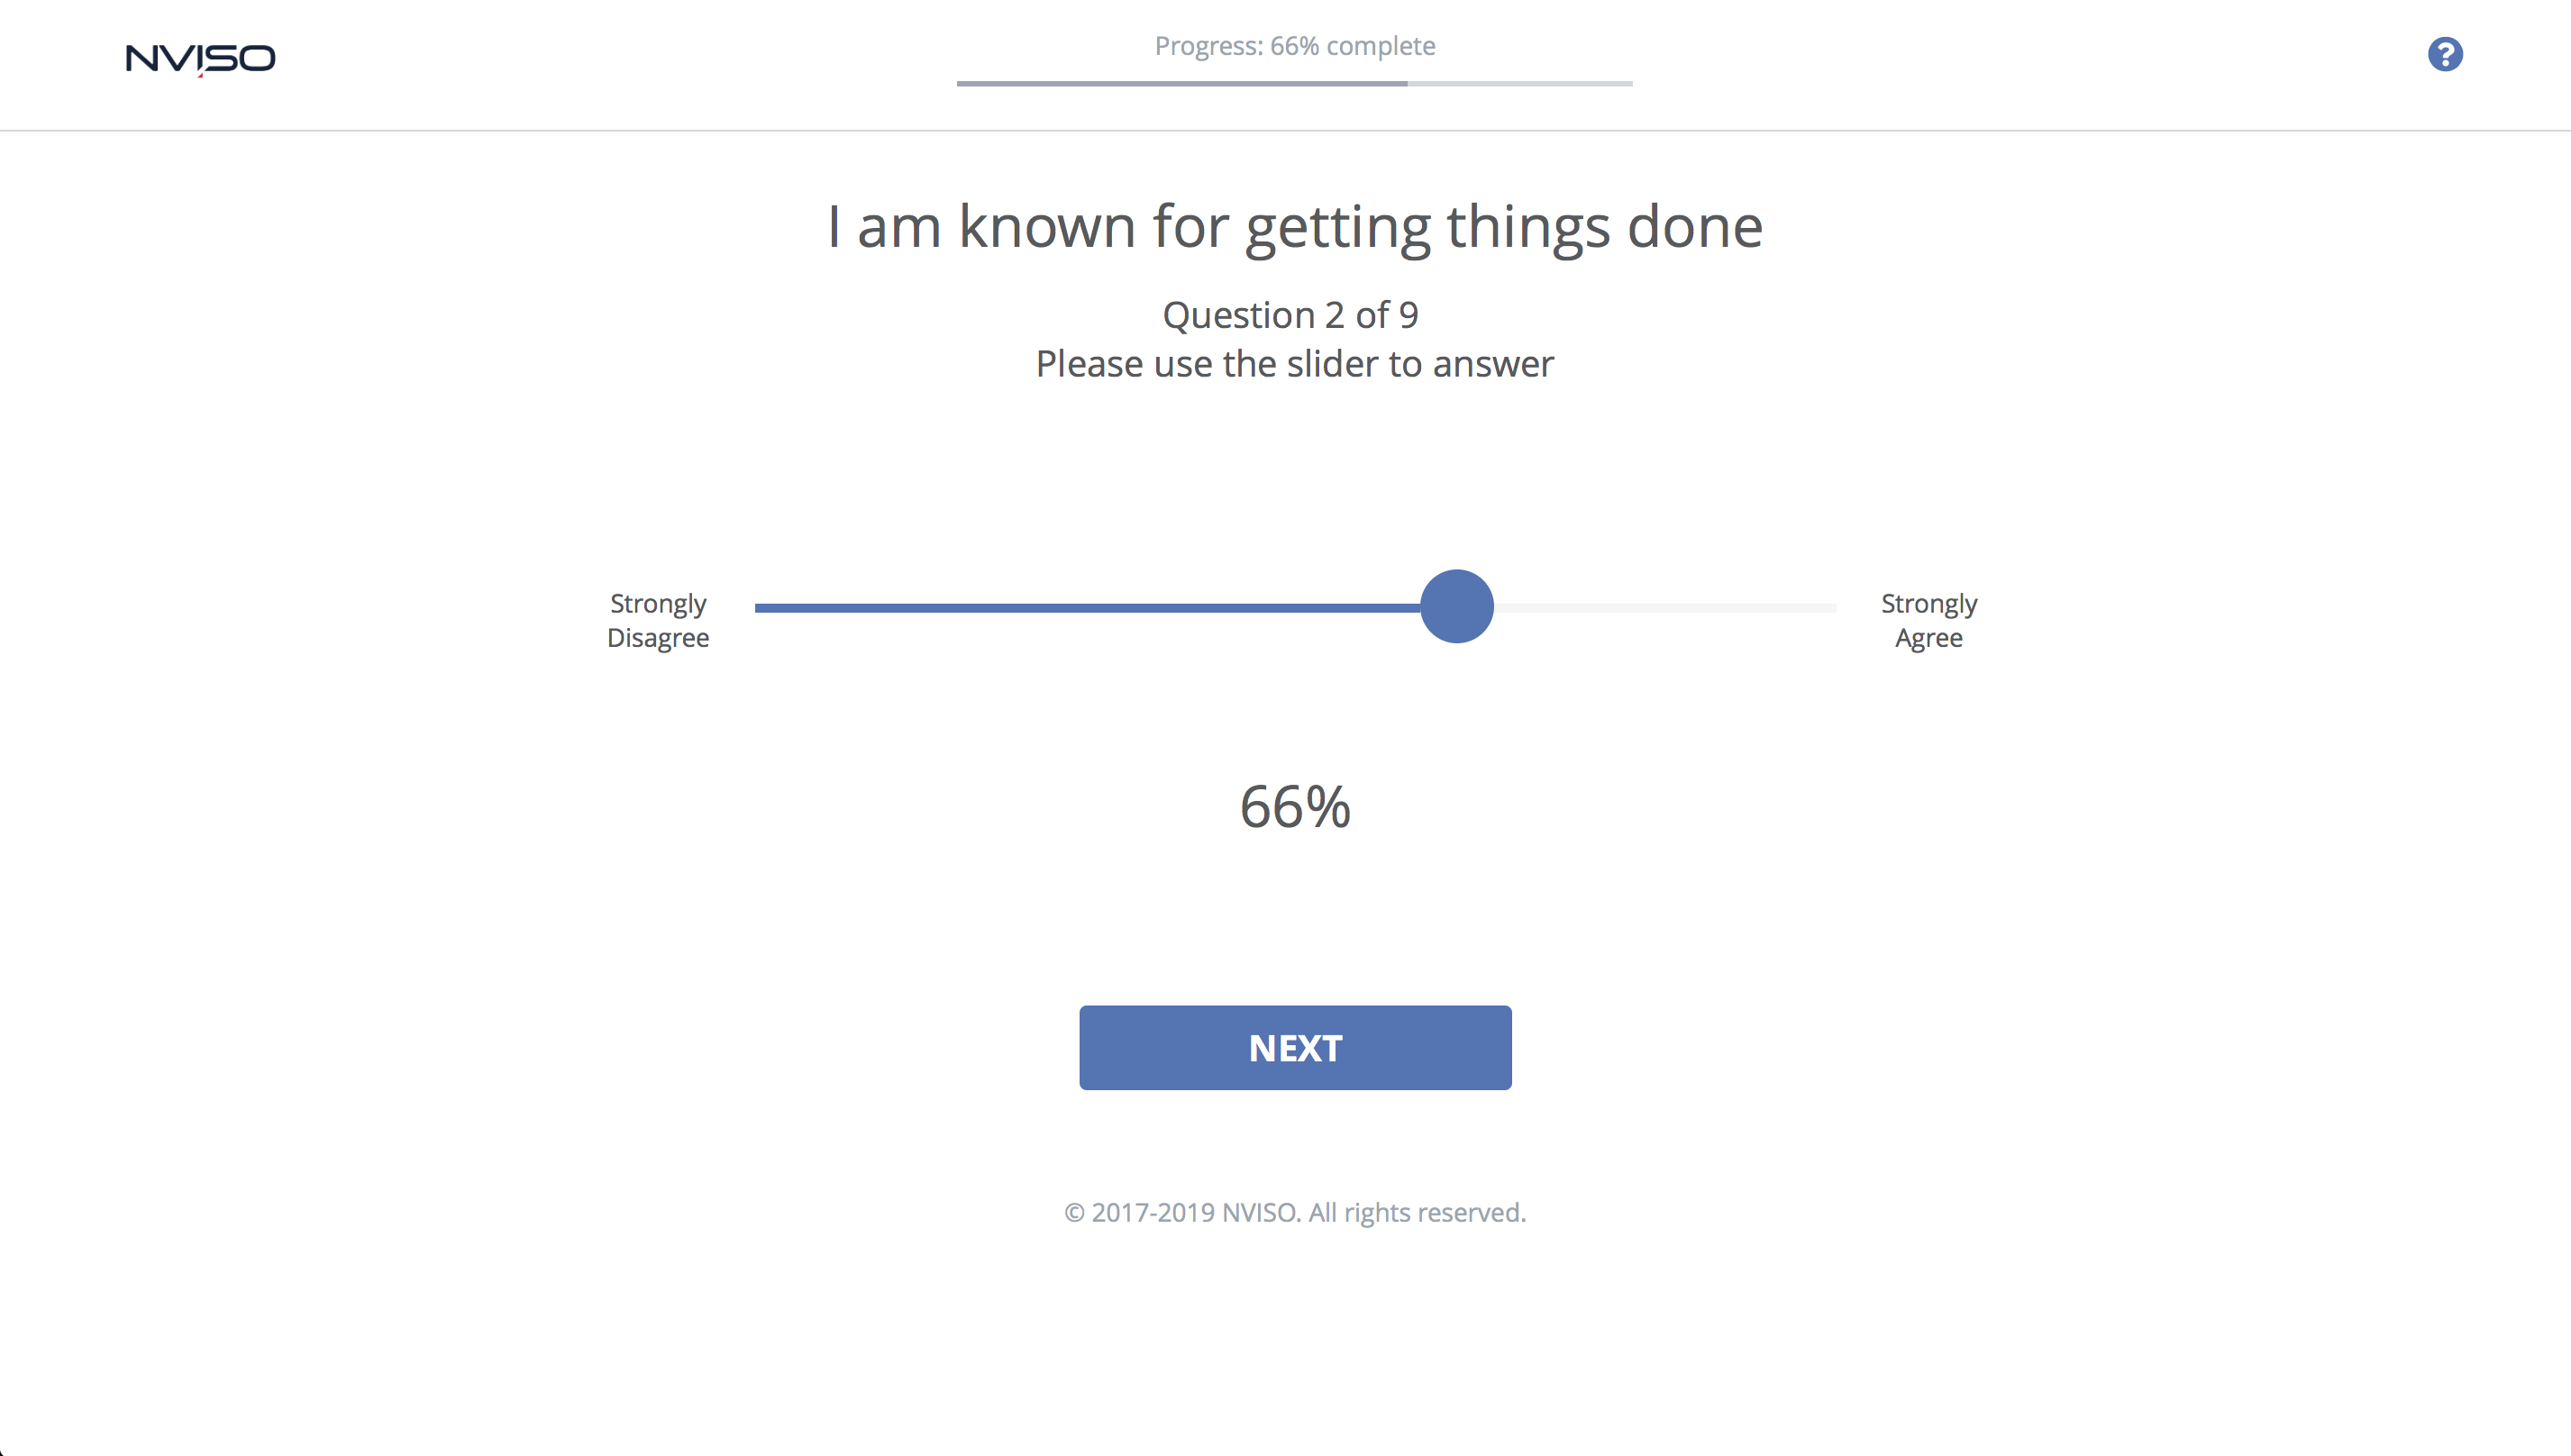 NVISO
Progress: 66% complete
?
I am known for getting things done
Question 2 of 9
Please use the slider to answer
Strongly
Disagree
Strongly
Agree
66%
NEXT
© 2017-2019 NVISO. All rights reserved.